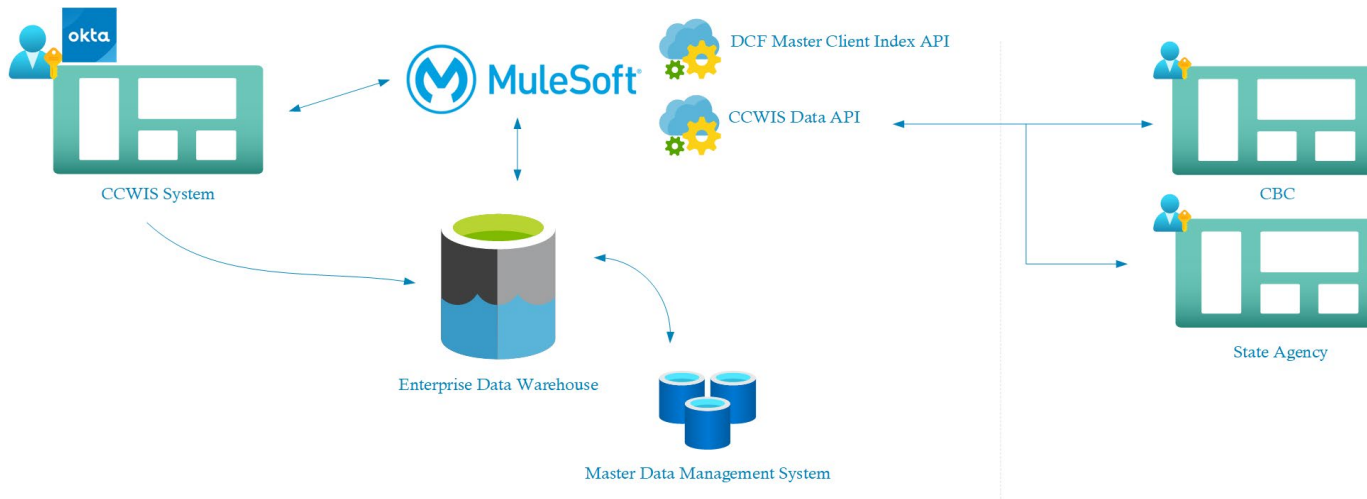 okta
DCF Master Client Index API
MuleSoft
CCWIS Data API
CCWIS System
CBC
Enterprise Data Warehouse
State Agency
Master Data Management System